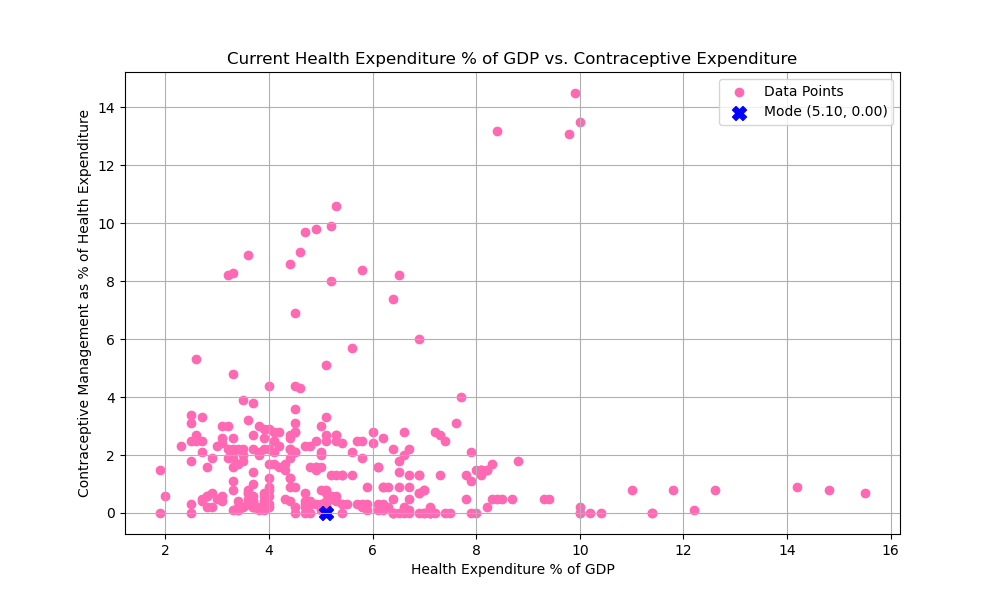 Current Health Expenditure % of GDP vs. Contraceptive Expenditure
Data Points
Mode (5.10, 0.00)
Contraceptive Management as % of Health Expenditure
14
12
10
8
6
4
2
0
2 4 6 8 10 12 14 16
Health Expenditure % of GDP